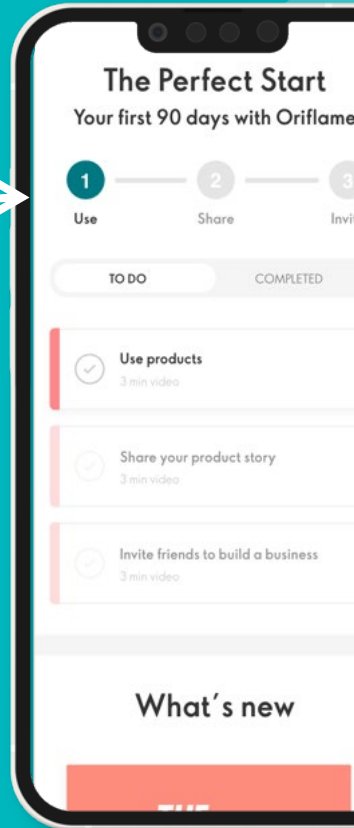 The Perfect Start
Your first 90 days with Oriflame
1 2 3
Use Share Invi
TO DO COMPLETED
Use products
3 min video
Share your product story
3 min video
Invite friends to build a business
3 min video
What´s new
THE